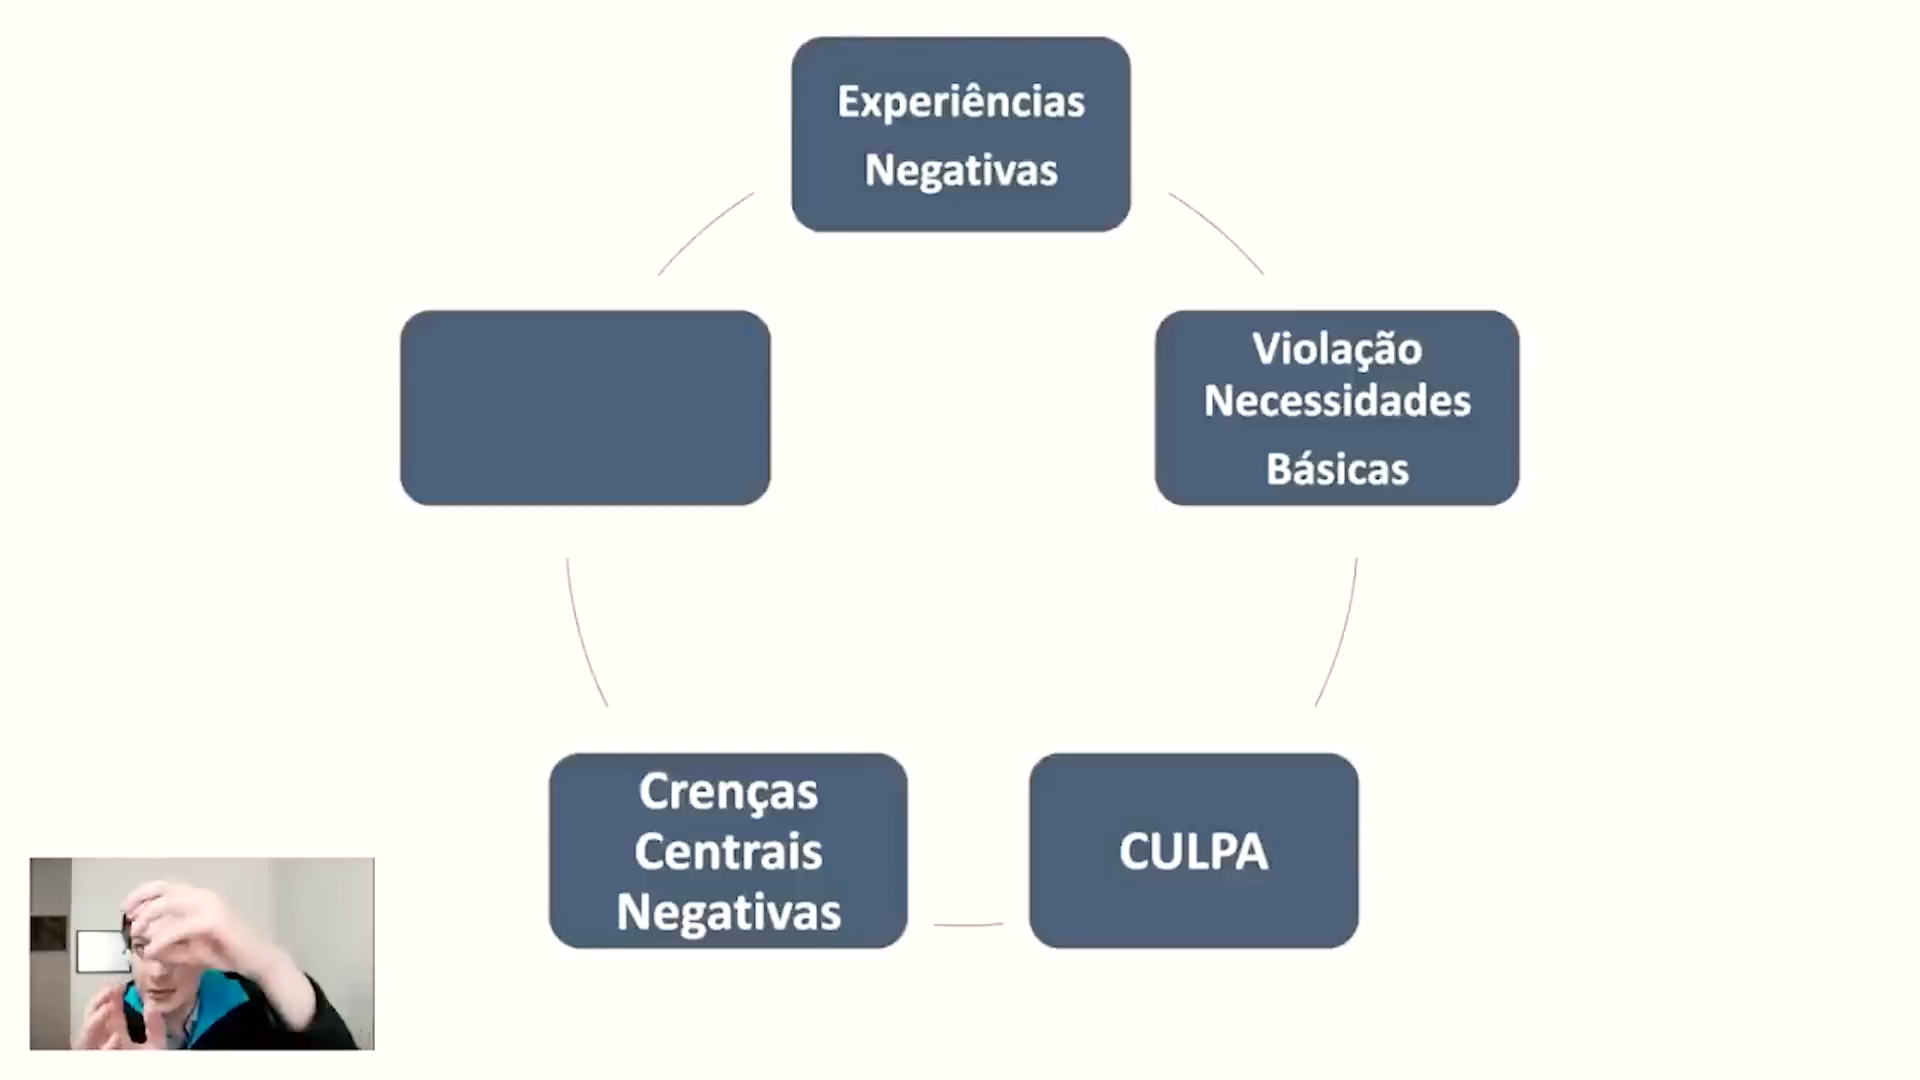 Experiências
Negativas
Violação
Necessidades
Básicas
CULPA
Crenças
Centrais
Negativas